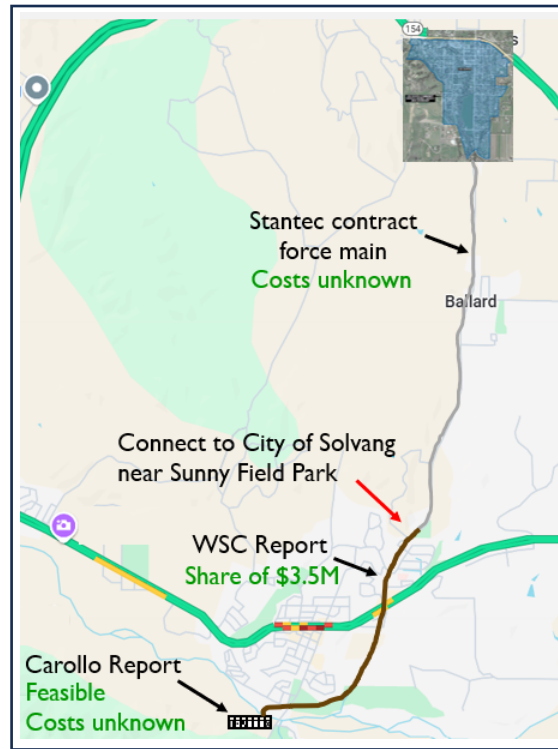 154
s
Stantec contract
force main
Costs unknown
Ballard
Connect to City of Solvang
near Sunny Field Park
WSC Report
Share of $3.5M
Carollo Report
Feasible
Costs unknown